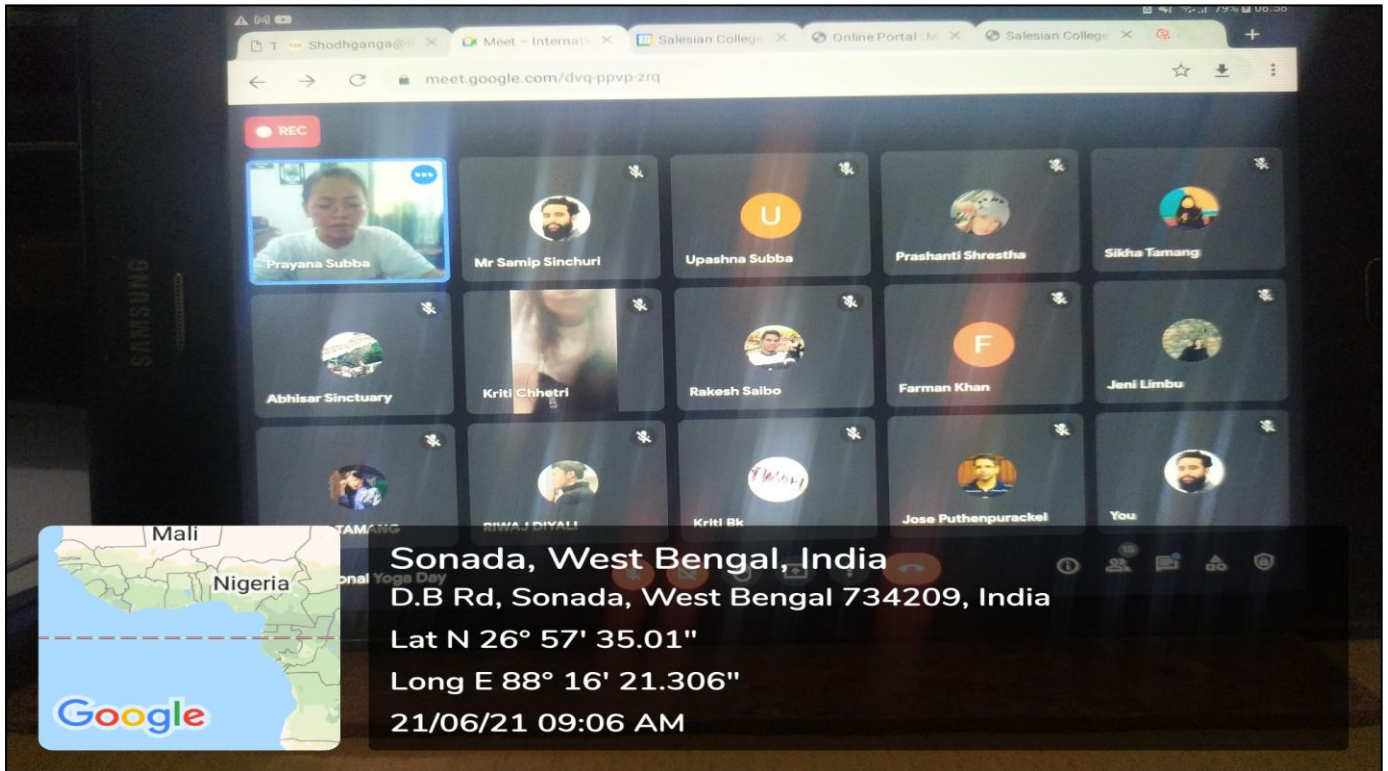 79% 08:58
T Shodhganga@
Meet – Internati
Salesian College
Online Portal
Salesian College
meet.google.com/dvq-ppvp-zrq
REC
Prayana Subba
Mr Samip Sinchuri
U
Upashna Subba
Prashanti Shrestha
Sikha Tamang
Abhisar Sinctuary
Kriti Chhetri
Rakesh Saibo
F
Farman Khan
Jeni Limbu
TAMANG
RIWAJ DIYALI
Kriti Bk
Jose Puthenpurackel
You
onal Yoga Day
SAMSUNG
Mali
Nigeria
Google
Sonada, West Bengal, India
D.B Rd, Sonada, West Bengal 734209, India
Lat N 26° 57' 35.01"
Long E 88° 16' 21.306"
21/06/21 09:06 AM